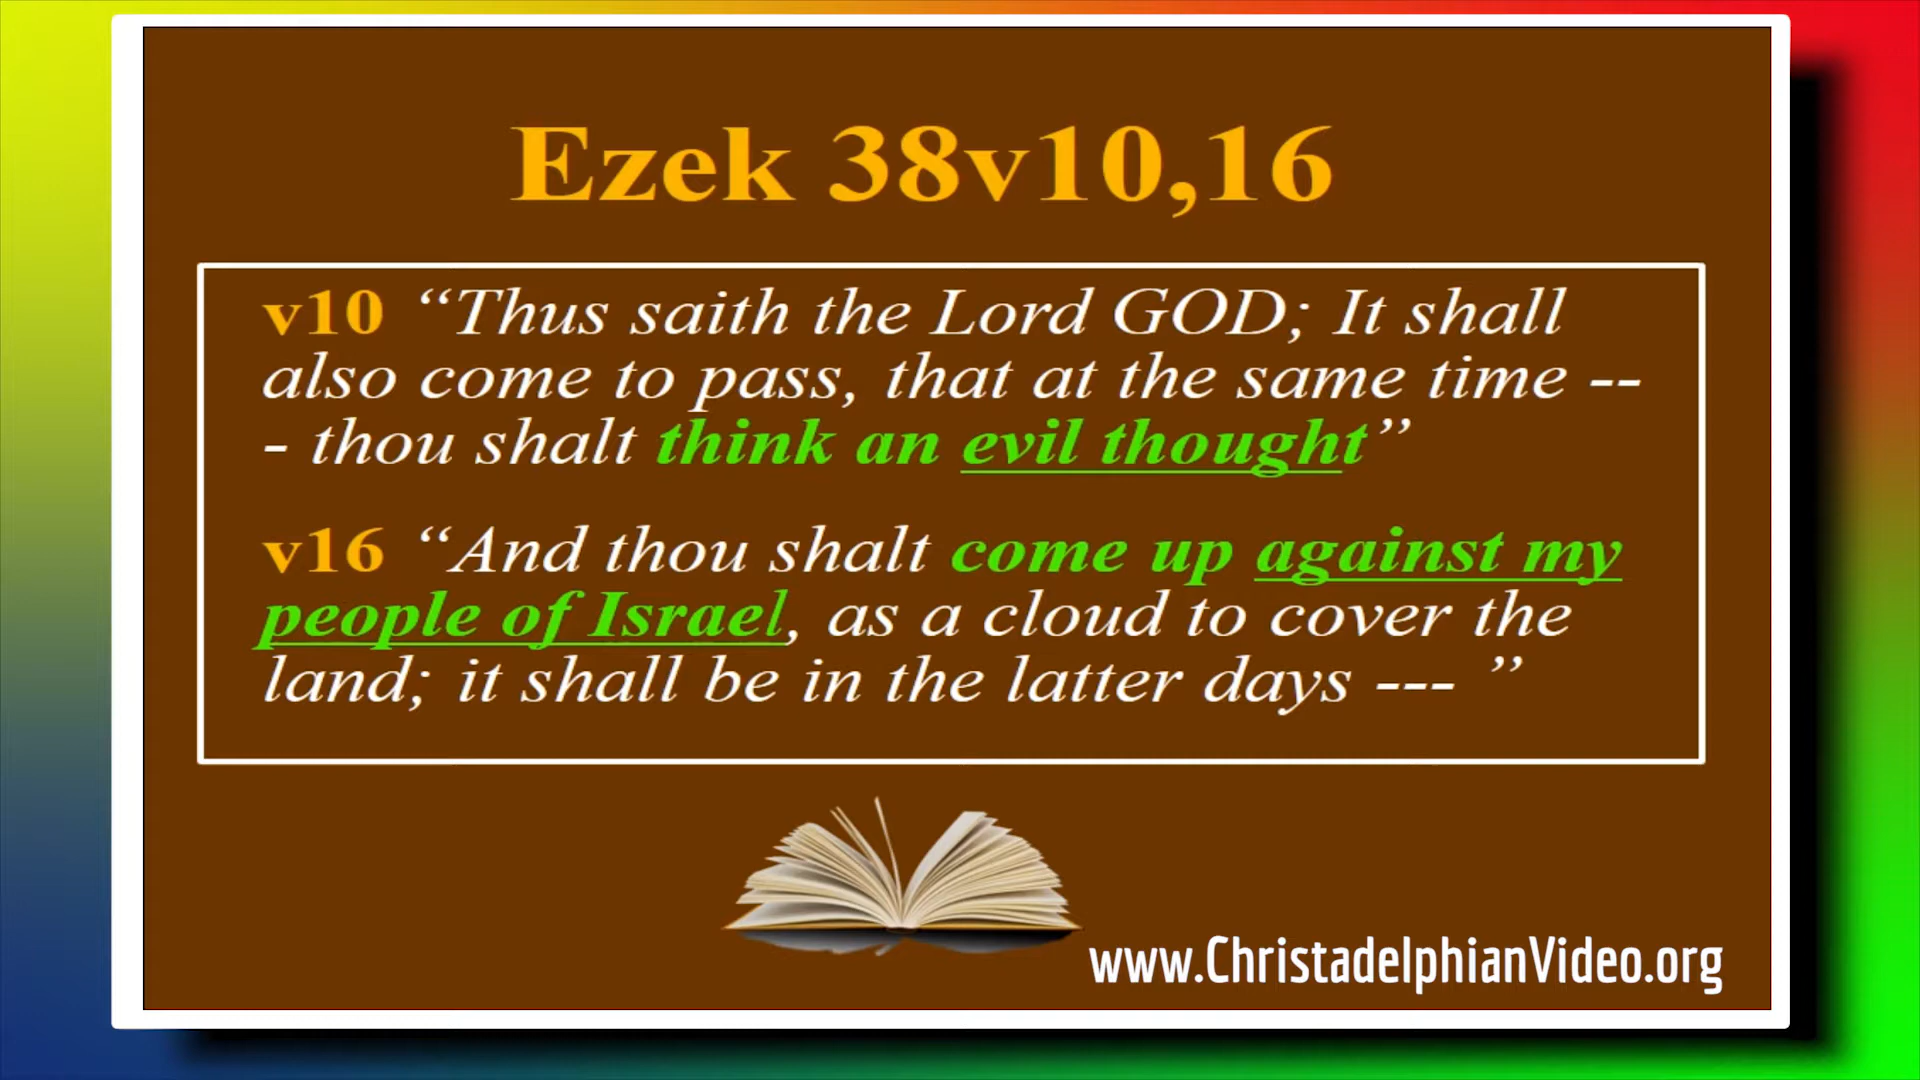 Ezek 38v10,16
v10 “Thus saith the Lord GOD; It shall
also come to pass, that at the same time --
- thou shalt think an evil thought”
v16 “And thou shalt come up against my
people of Israel, as a cloud to cover the
land; it shall be in the latter days --- ”
www.ChristadelphianVideo.org